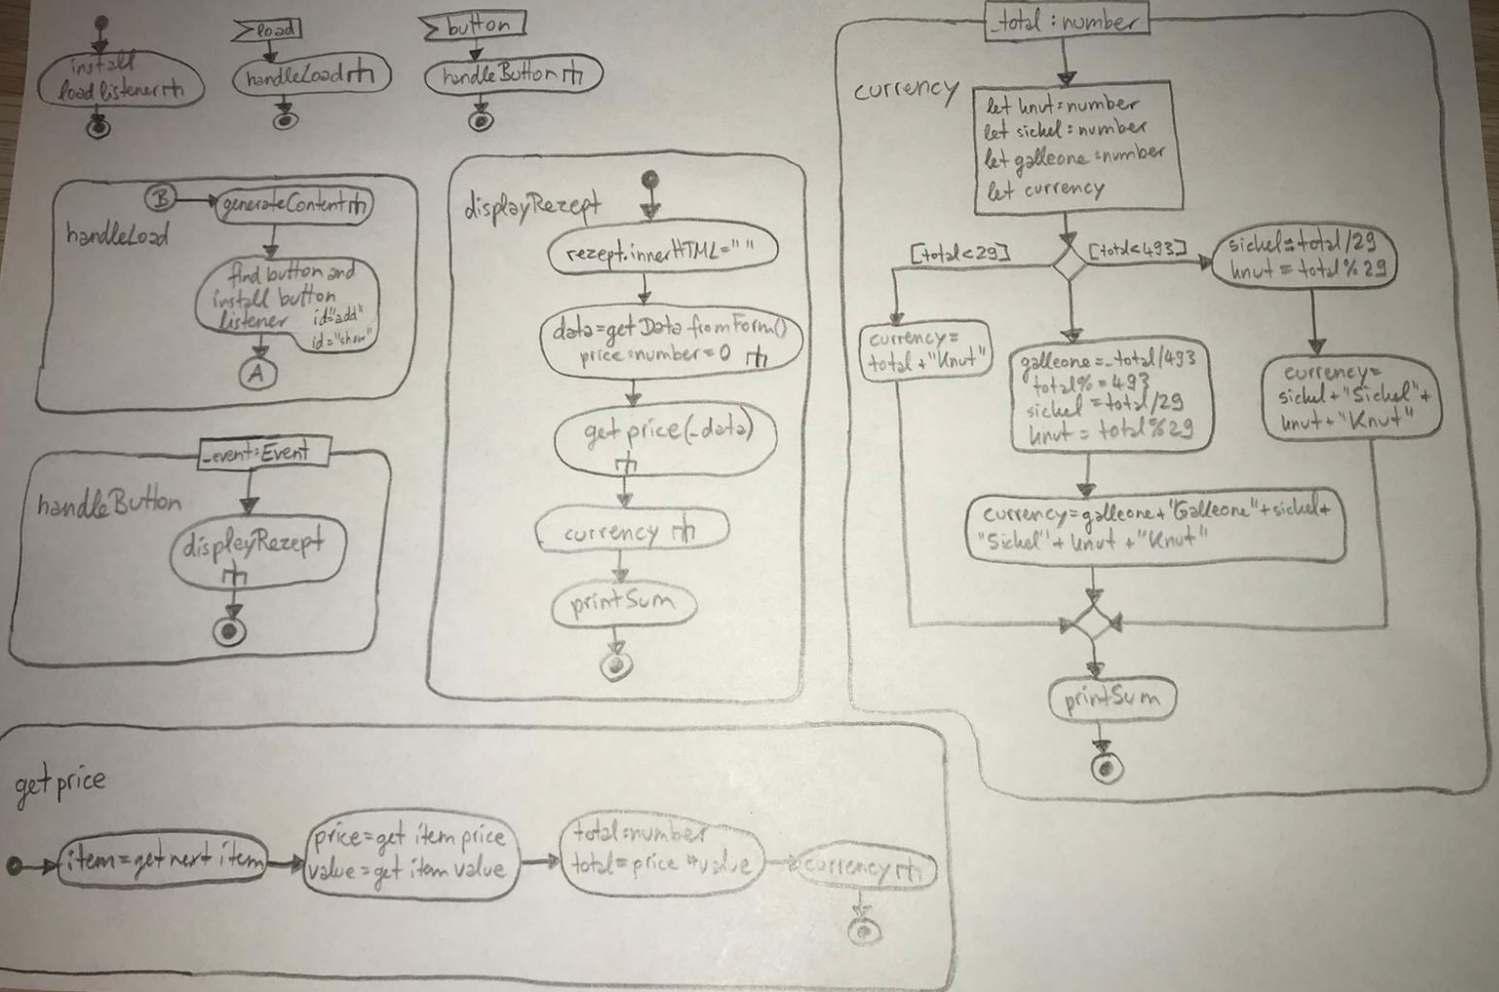 install
load listener
load
handleLoad
button
handleButton
handleLoad
B
generateContent
find button and
install button
listener id="add"
id="show"
A
_event:Event
handleButton
displeyRezept
displayRezept
rezept.innerHTML=" "
data=getDatafromForm()
price:number=0
get price(_data)
currency
printSum
_total:number
currency
let knut:number
let sickel:number
let galleone:number
let currency
[total<29]
[total<493]
sickel=total/29
knut = total%29
currency=
total+"Knut"
galleone=_total/493
total%=493
sickel=total/29
knut = total%29
currency=
sickel+"Sickel"+
knut+"Knut"
currency=galleone+"Galleone"+sickel+
"Sickel"+knut+"Knut"
printSum
get price
item=get next item
price=get item price
value=get item value
total:number
total=price*value
currency